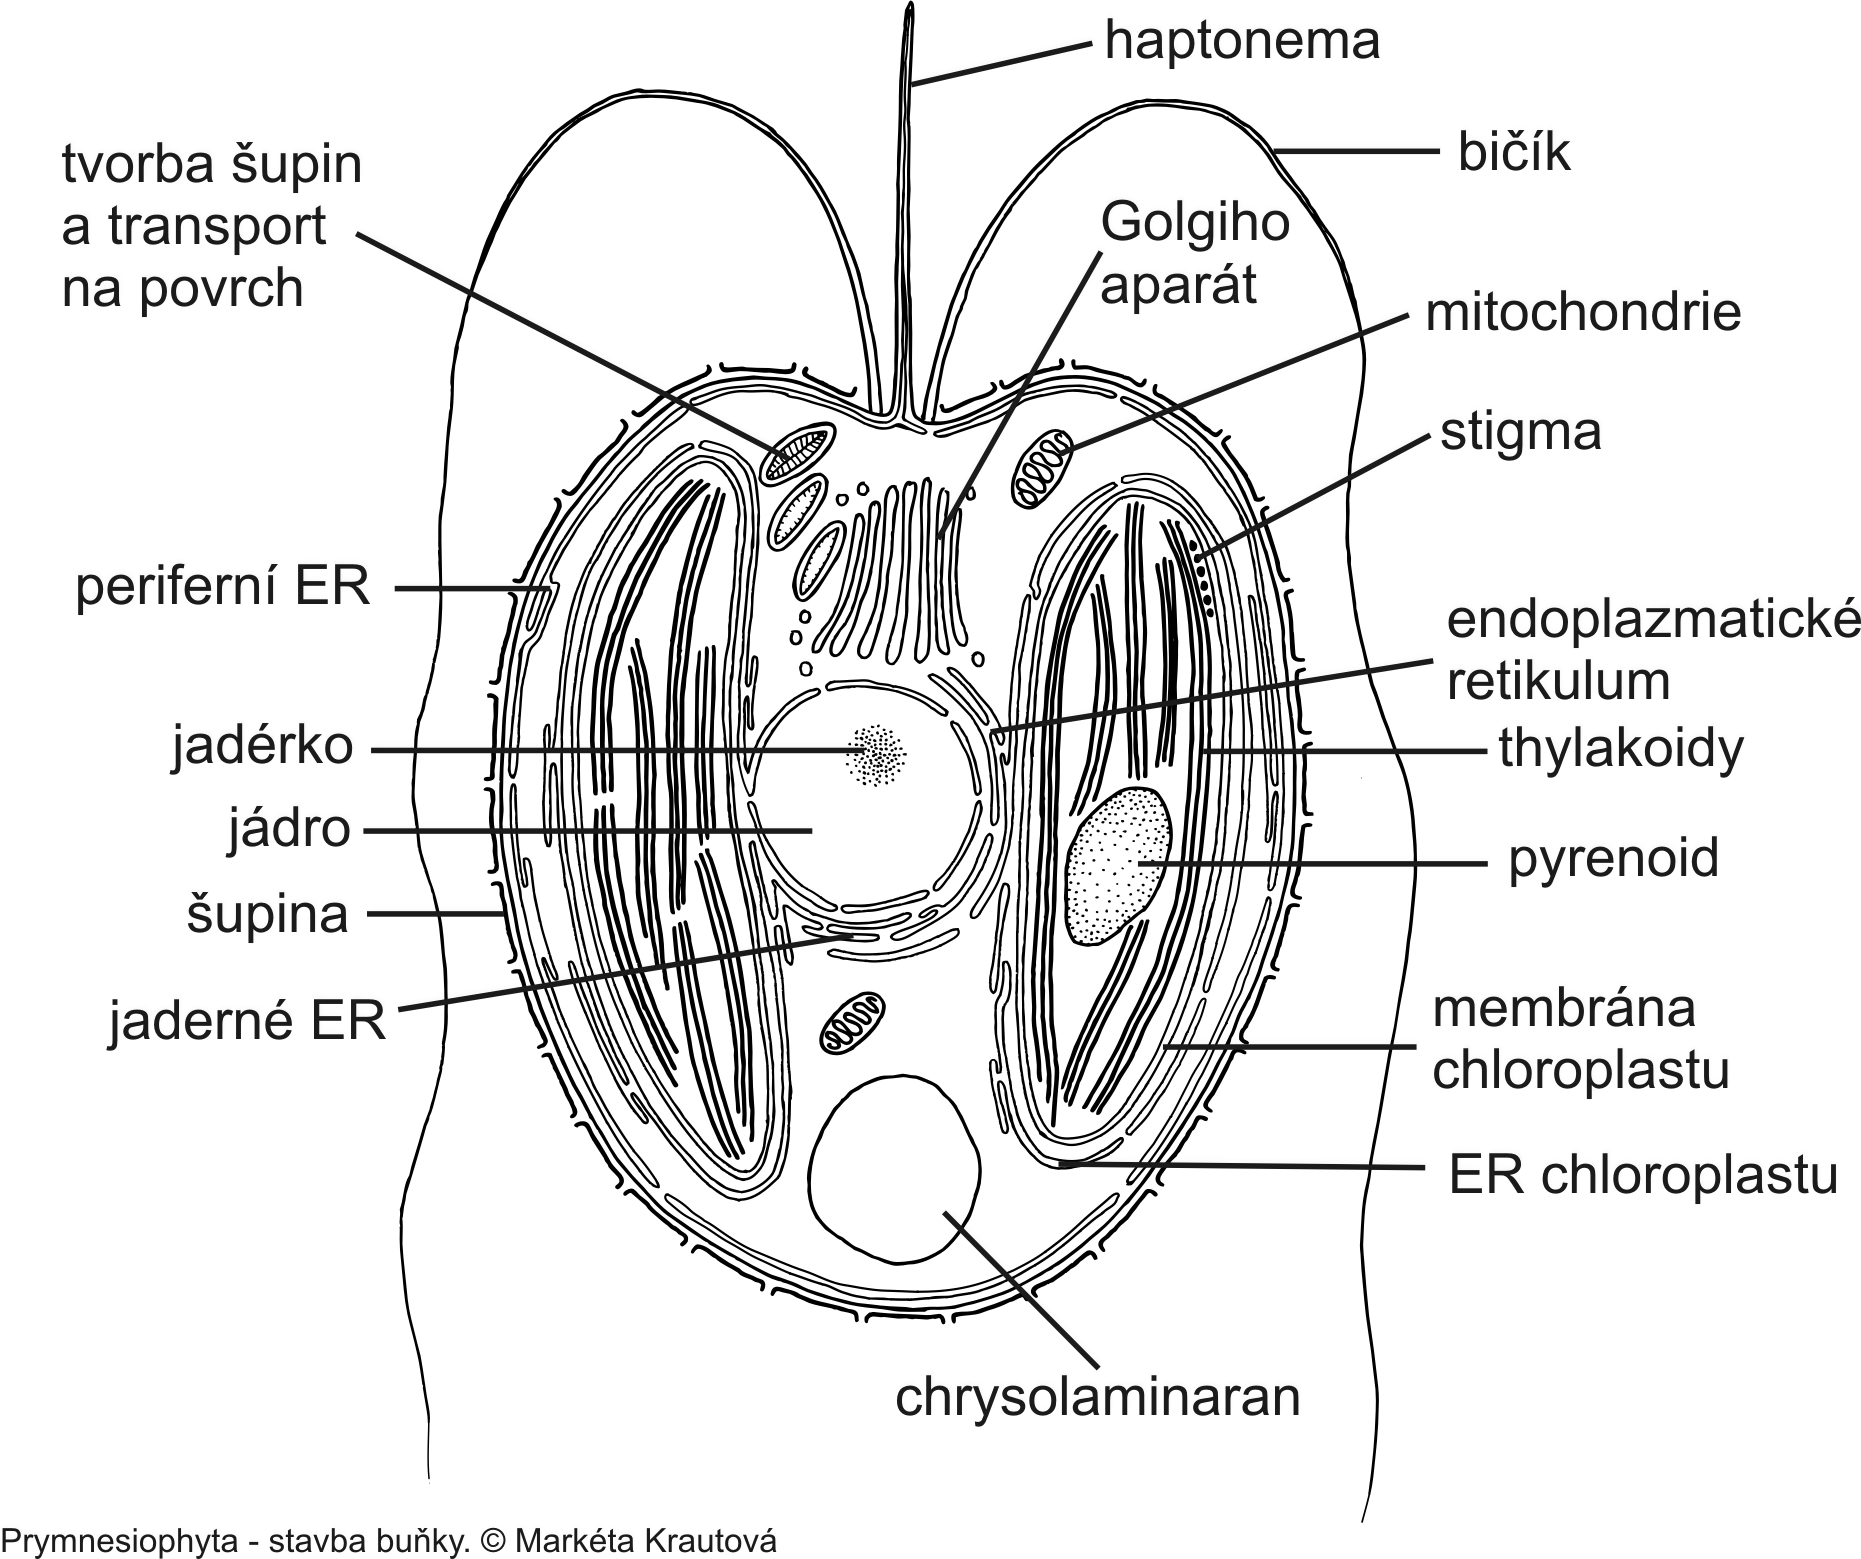 haptonema
bičík
tvorba šupin
a transport
na povrch
Golgiho
aparát
mitochondrie
stigma
periferní ER
endoplazmatické
retikulum
jadérko
thylakoidy
jádro
pyrenoid
šupina
jaderné ER
membrána
chloroplastu
ER chloroplastu
chrysolaminaran
Prymnesiophyta - stavba buňky. © Markéta Krautová